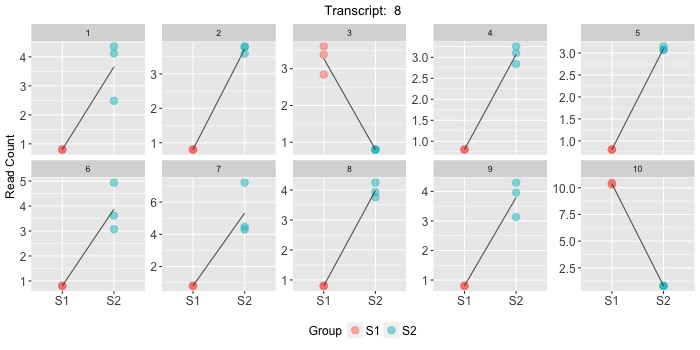 Transcript: 8
1 2 3 4 5
4 3 2 1
3 2 1
3 2 1
3.0 2.5 2.0 1.5 1.0
3.0 2.5 2.0 1.5 1.0
Read Count
6 7 8 9 10
5 4 3 2 1
6 4 2
4 3 2 1
4 3 2 1
10.0 7.5 5.0 2.5
S1 S2 S1 S2 S1 S2 S1 S2 S1 S2
Group S1 S2